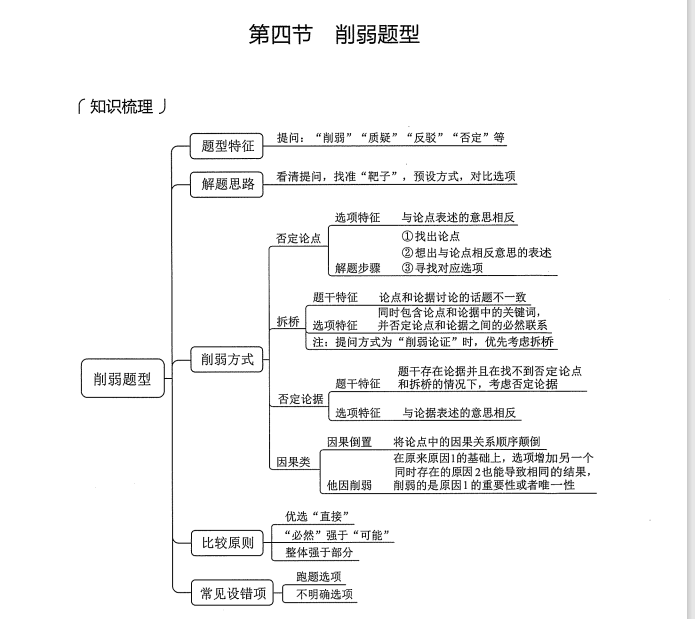 第四节 削弱题型
知识梳理
削弱题型
题型特征
提问：“削弱”“质疑”“反驳”“否定”等
解题思路
看清提问，找准“靶子”，预设方式，对比选项
削弱方式
否定论点
选项特征 与论点表述的意思相反
①找出论点
②想出与论点相反意思的表述
解题步骤 ③寻找对应选项
拆桥
题干特征 论点和论据讨论的话题不一致
同时包含论点和论据中的关键词，
选项特征 并否定论点和论据之间的必然联系
注：提问方式为“削弱论证”时，优先考虑拆桥
否定论据
题干存在论据并且在找不到否定论点
题干特征 和拆桥的情况下，考虑否定论据
选项特征 与论据表述的意思相反
因果类
因果倒置 将论点中的因果关系顺序颠倒
在原来原因1的基础上，选项增加另一个
同时存在的原因2也能导致相同的结果，
他因削弱 削弱的是原因1的重要性或者唯一性
比较原则
优选“直接”
“必然”强于“可能”
整体强于部分
常见设错项
跑题选项
不明确选项